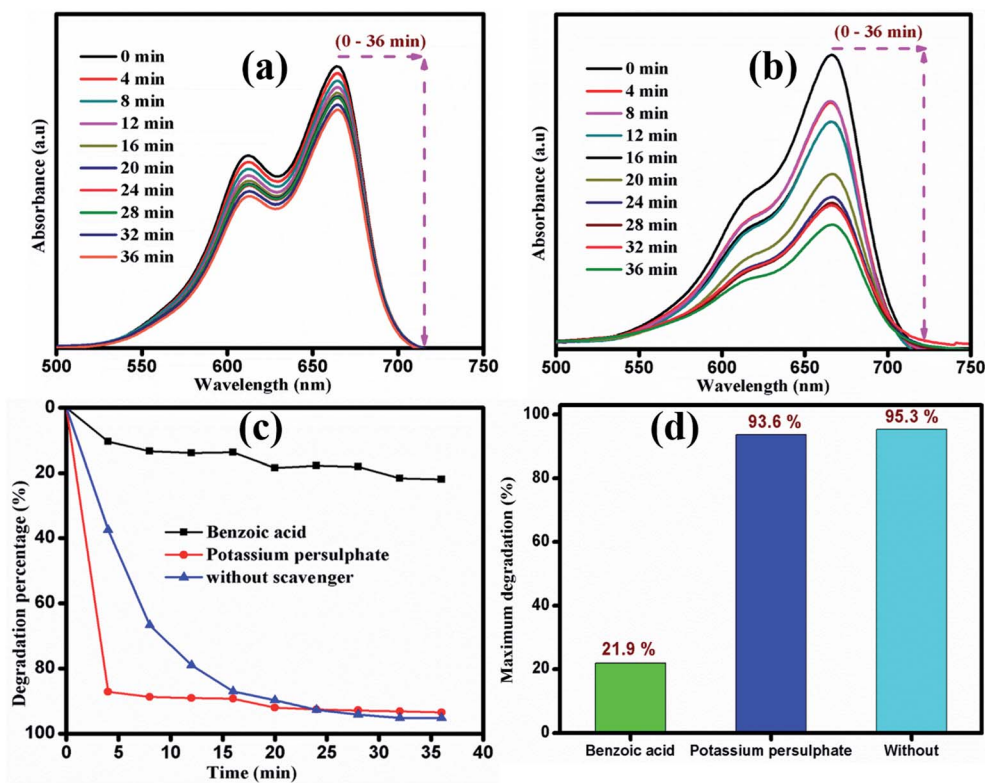 (a)
(0 - 36 min)
0 min
4 min
8 min
12 min
16 min
20 min
24 min
28 min
32 min
36 min
Absorbance (a.u)
500 550 600 650 700 750
Wavelength (nm)
(b)
(0 - 36 min)
0 min
4 min
8 min
12 min
16 min
20 min
24 min
28 min
32 min
36 min
Absorbance (a.u)
500 550 600 650 700 750
Wavelength (nm)
(c)
Degradation percentage (%)
0
20
40
60
80
100
Benzoic acid
Potassium persulphate
without scavenger
0 5 10 15 20 25 30 35 40
Time (min)
(d)
Maximum degradation (%)
100
80
60
40
20
0
21.9 %
93.6 %
95.3 %
Benzoic acid Potassium persulphate Without